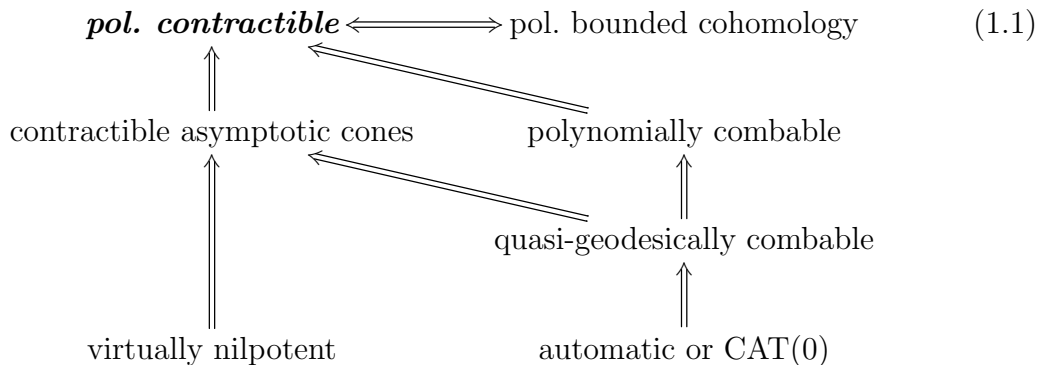 pol. contractible pol. bounded cohomology (1.1)
contractible asymptotic cones polynomially combable
quasi-geodesically combable
virtually nilpotent automatic or CAT(0)